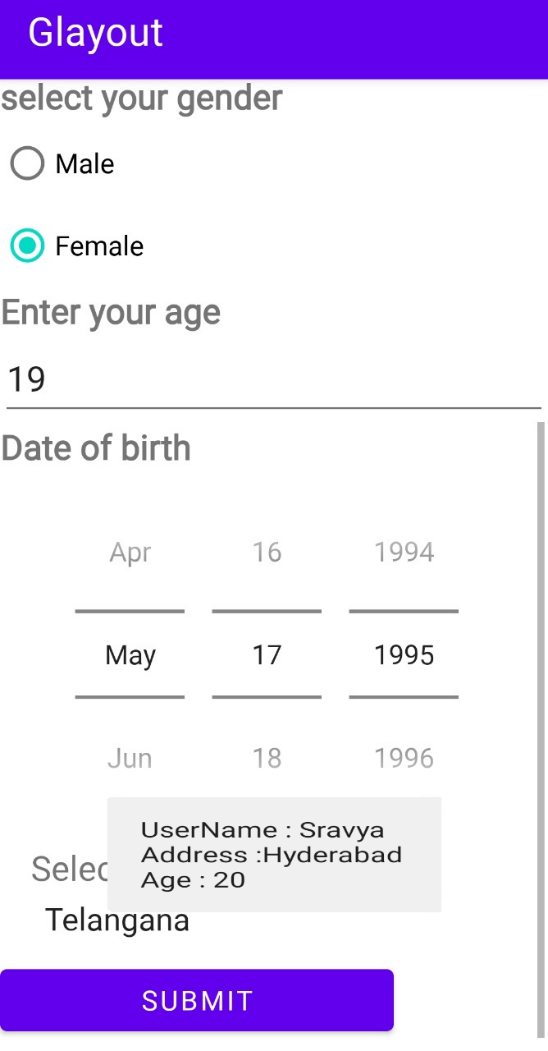 Glayout
select your gender
Male
Female
Enter your age
19
Date of birth
Apr 16 1994
May 17 1995
Jun 18 1996
UserName : Sravya
Address :Hyderabad
Age : 20
Telangana
SUBMIT